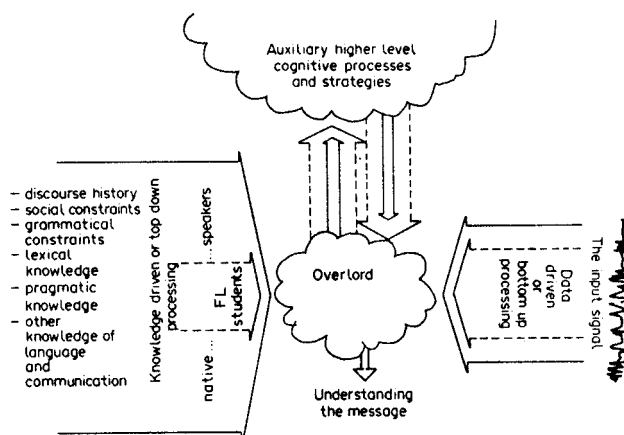 Auxiliary higher level
cognitive processes
and strategies
– discourse history
– social constraints
– grammatical
constraints
– lexical
knowledge
– pragmatic
knowledge
– other
knowledge of
language
and
communication
Knowledge driven or top down
processing
native... ...speakers
FL
students
Overlord
Understanding
the message
Data
driven
or
bottom up
processing
The input signal